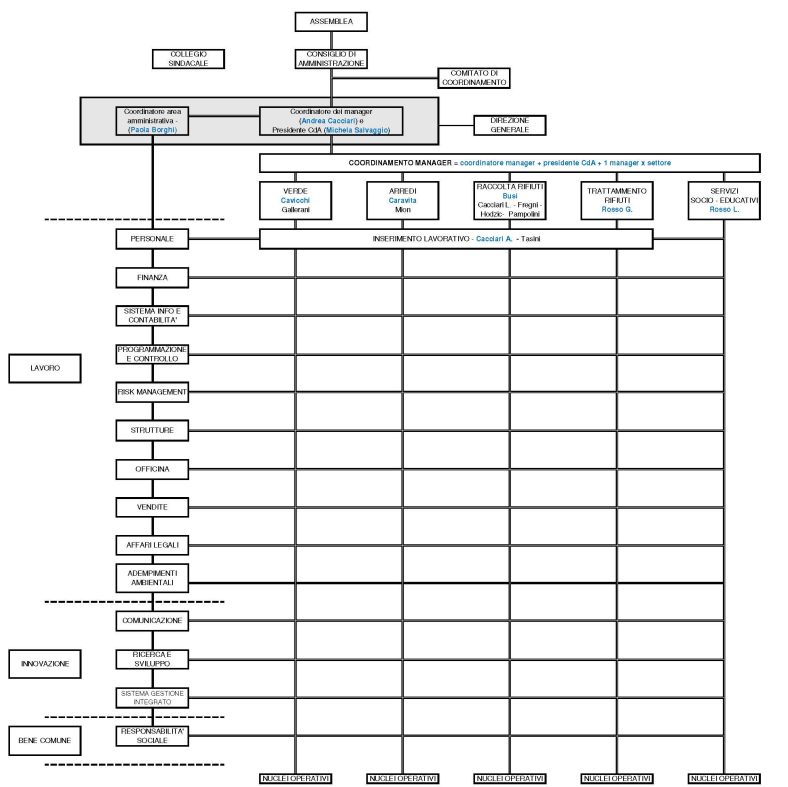 ASSEMBLEA
COLLEGIO
SINDACALE
CONSIGLIO DI
AMMINISTRAZIONE
COMITATO DI
COORDINAMENTO
Coordinatore area
amministrativa -
(Paola Borghi)
Coordinatore dei manager
(Andrea Cacciari) e
Presidente CdA (Michela Salvaggio)
DIREZIONE
GENERALE
COORDINAMENTO MANAGER = coordinatore manager + presidente CdA + 1 manager x settore
VERDE
Cavicchi
Gallerani
ARREDI
Caravita
Mion
RACCOLTA RIFIUTI
Busi
Cacciari L. - Fregni -
Hodzic - Pampolini
TRATTAMMENTO
RIFIUTI
Rosso G.
SERVIZI
SOCIO - EDUCATIVI
Rosso L.
PERSONALE
INSERIMENTO LAVORATIVO - Cacciari A. - Tasini
FINANZA
SISTEMA INFO E
CONTABILITA'
PROGRAMMAZIONE
E CONTROLLO
LAVORO
RISK MANAGEMENT
STRUTTURE
OFFICINA
VENDITE
AFFARI LEGALI
ADEMPIMENTI
AMBIENTALI
COMUNICAZIONE
INNOVAZIONE
RICERCA E
SVILUPPO
SISTEMA GESTIONE
INTEGRATO
BENE COMUNE
RESPONSABILITA'
SOCIALE
NUCLEI OPERATIVI
NUCLEI OPERATIVI
NUCLEI OPERATIVI
NUCLEI OPERATIVI
NUCLEI OPERATIVI